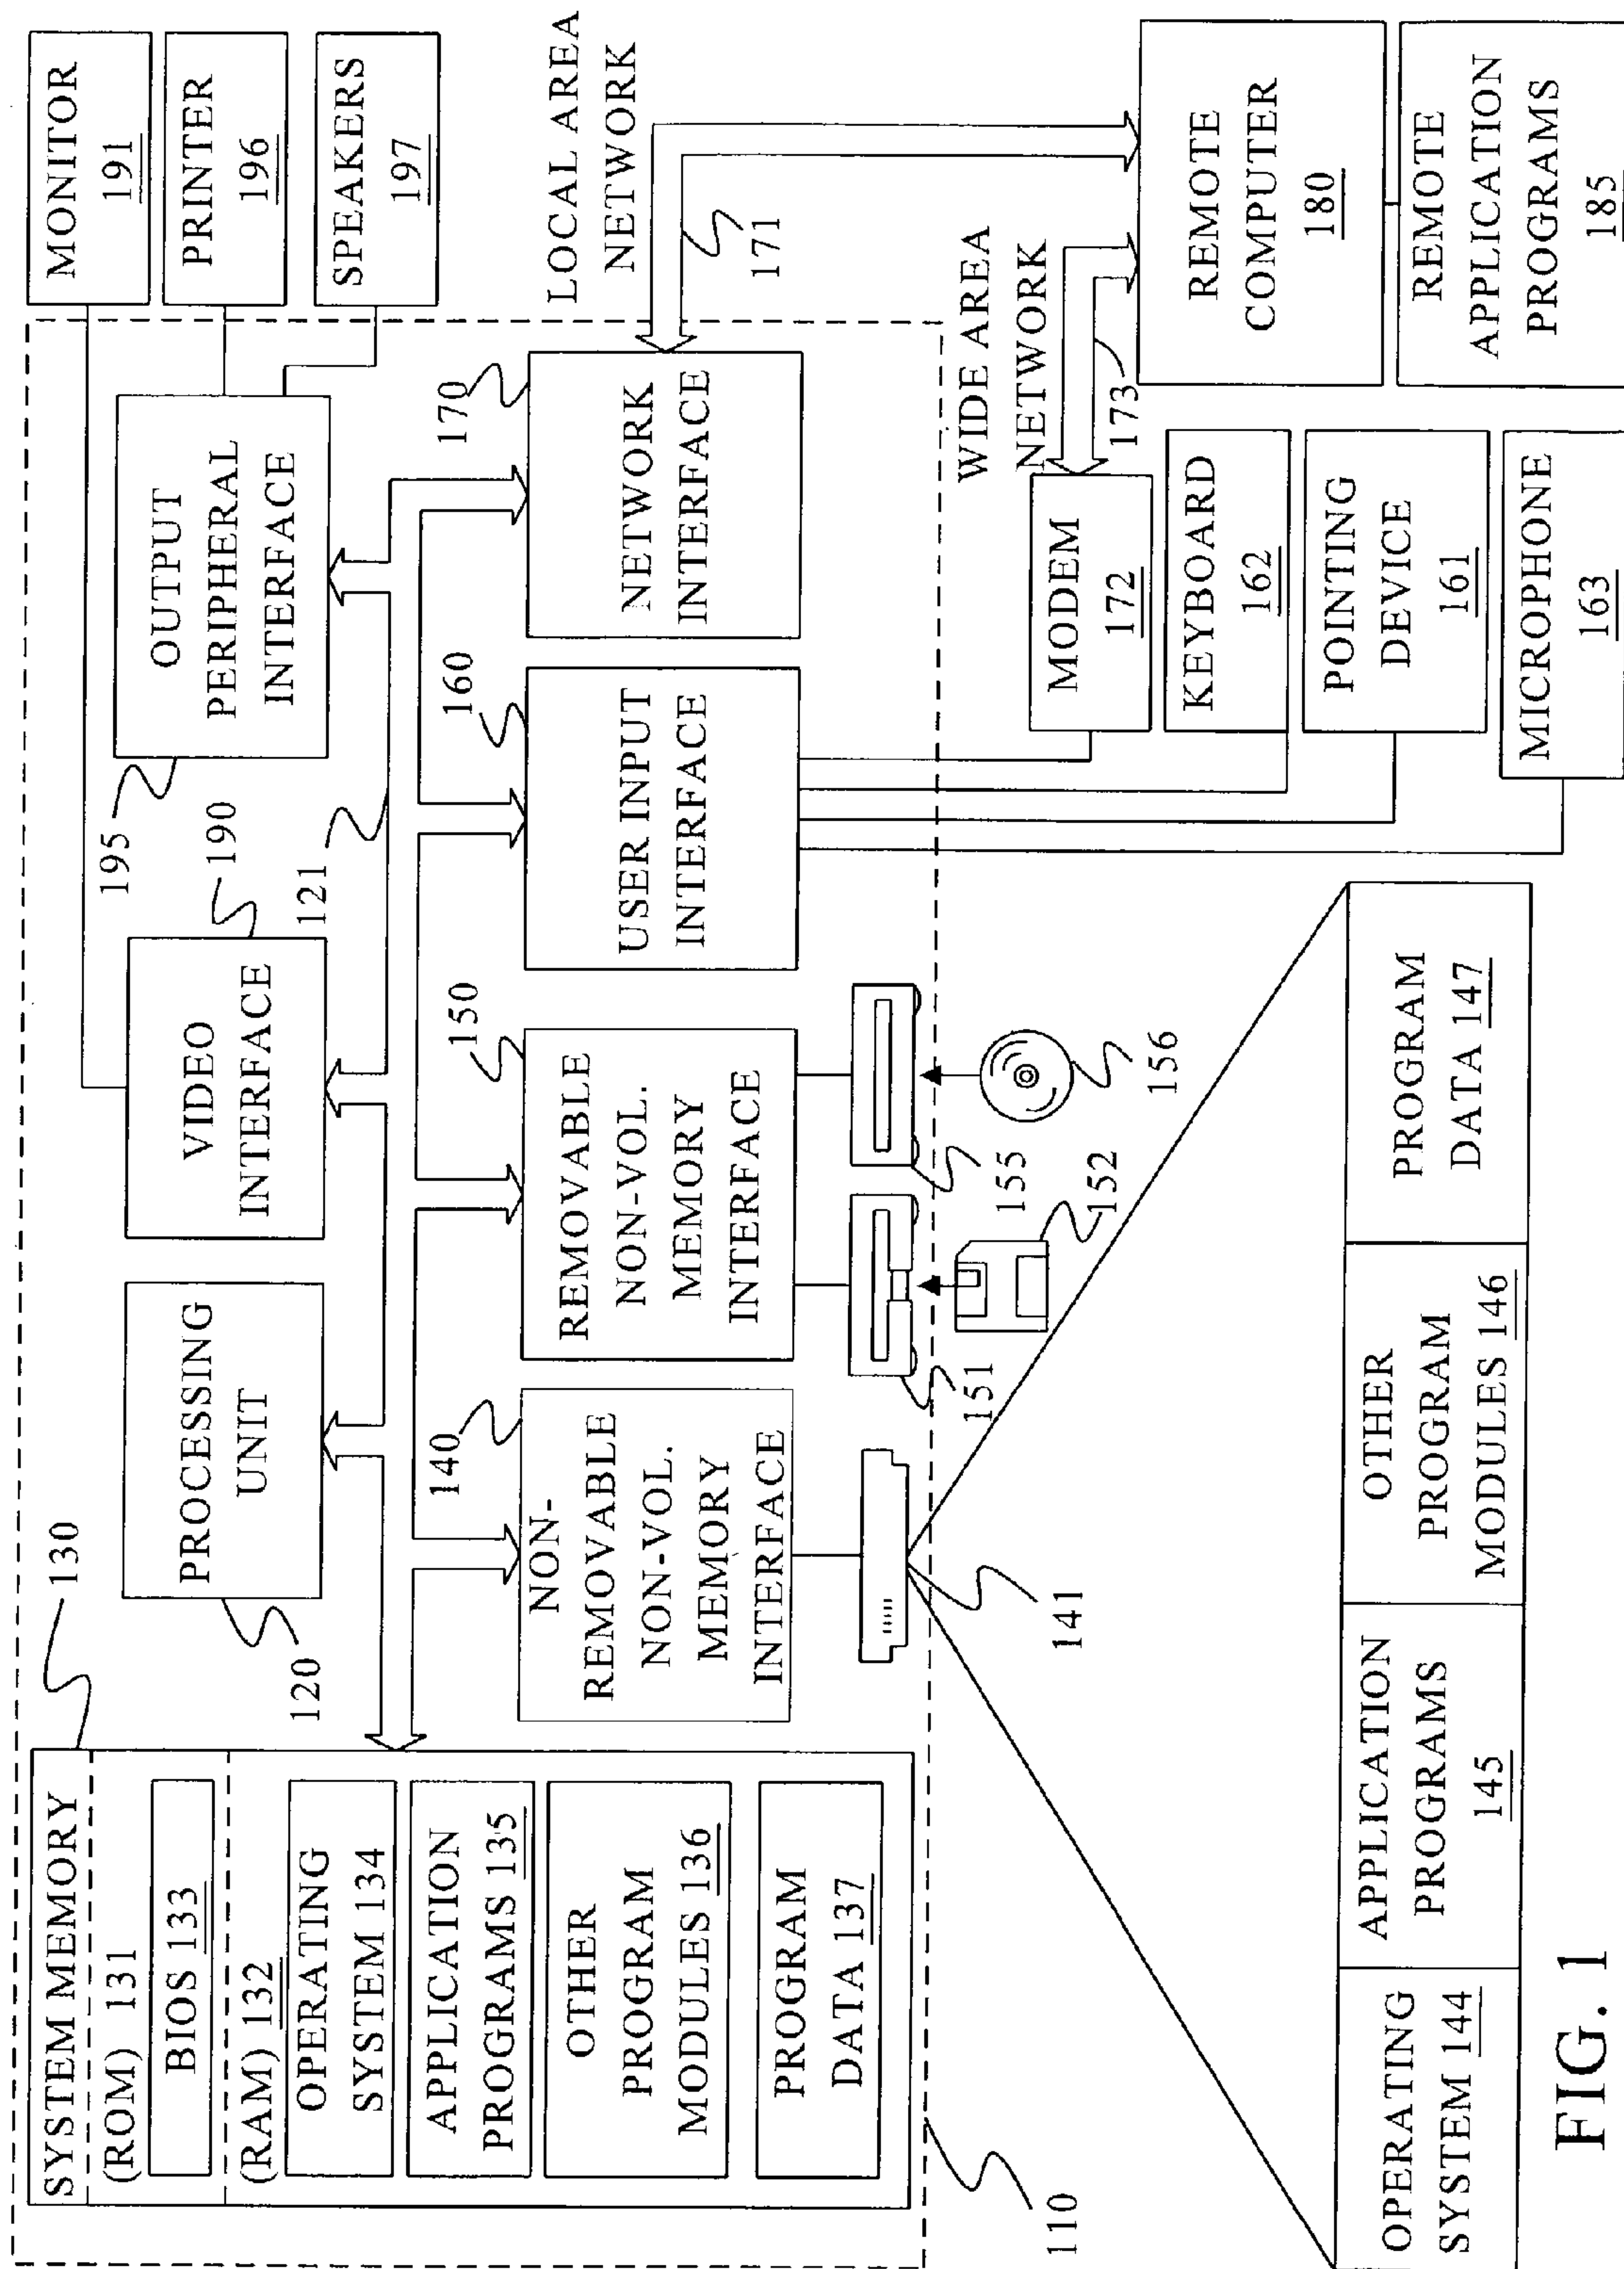 SYSTEM MEMORY
(ROM) 131
BIOS 133
(RAM) 132
OPERATING
SYSTEM 134
APPLICATION
PROGRAMS 135
OTHER
PROGRAM
MODULES 136
PROGRAM
DATA 137
130
PROCESSING
UNIT
120
VIDEO
INTERFACE
190
121
OUTPUT
PERIPHERAL
INTERFACE
195
MONITOR
191
PRINTER
196
SPEAKERS
197
NON-
REMOVABLE
NON-VOL.
MEMORY
INTERFACE
140
REMOVABLE
NON-VOL.
MEMORY
INTERFACE
150
USER INPUT
INTERFACE
160
NETWORK
INTERFACE
170
LOCAL AREA
NETWORK
171
141
151
152
155
156
WIDE AREA
NETWORK
173
MODEM
172
KEYBOARD
162
POINTING
DEVICE
161
MICROPHONE
163
REMOTE
COMPUTER
180
REMOTE
APPLICATION
PROGRAMS
185
110
OPERATING
SYSTEM 144
APPLICATION
PROGRAMS
145
OTHER
PROGRAM
MODULES 146
PROGRAM
DATA 147
FIG. 1